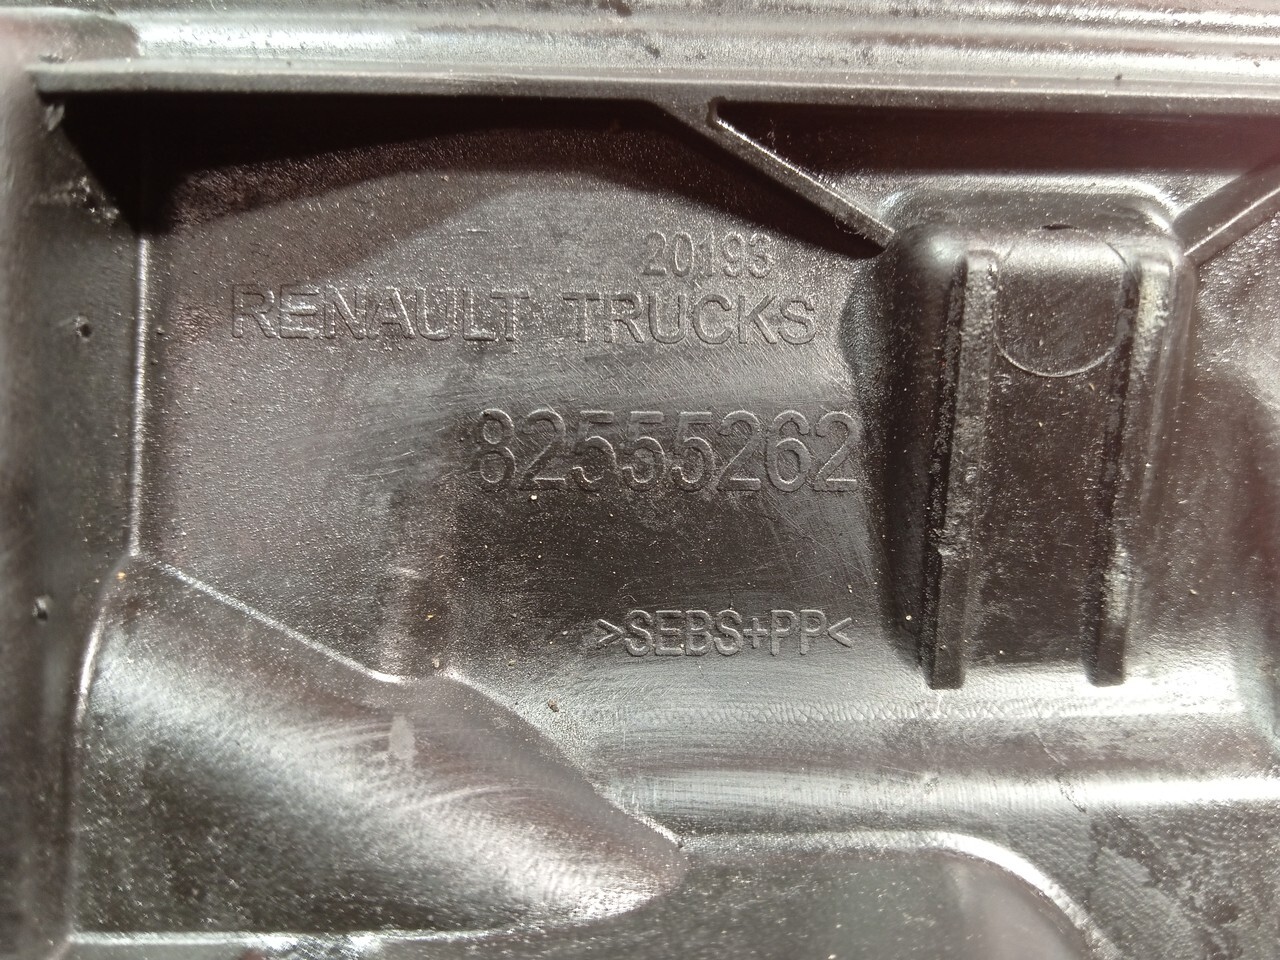 20193
RENAULT TRUCKS
82555262
>SEBS+PP<